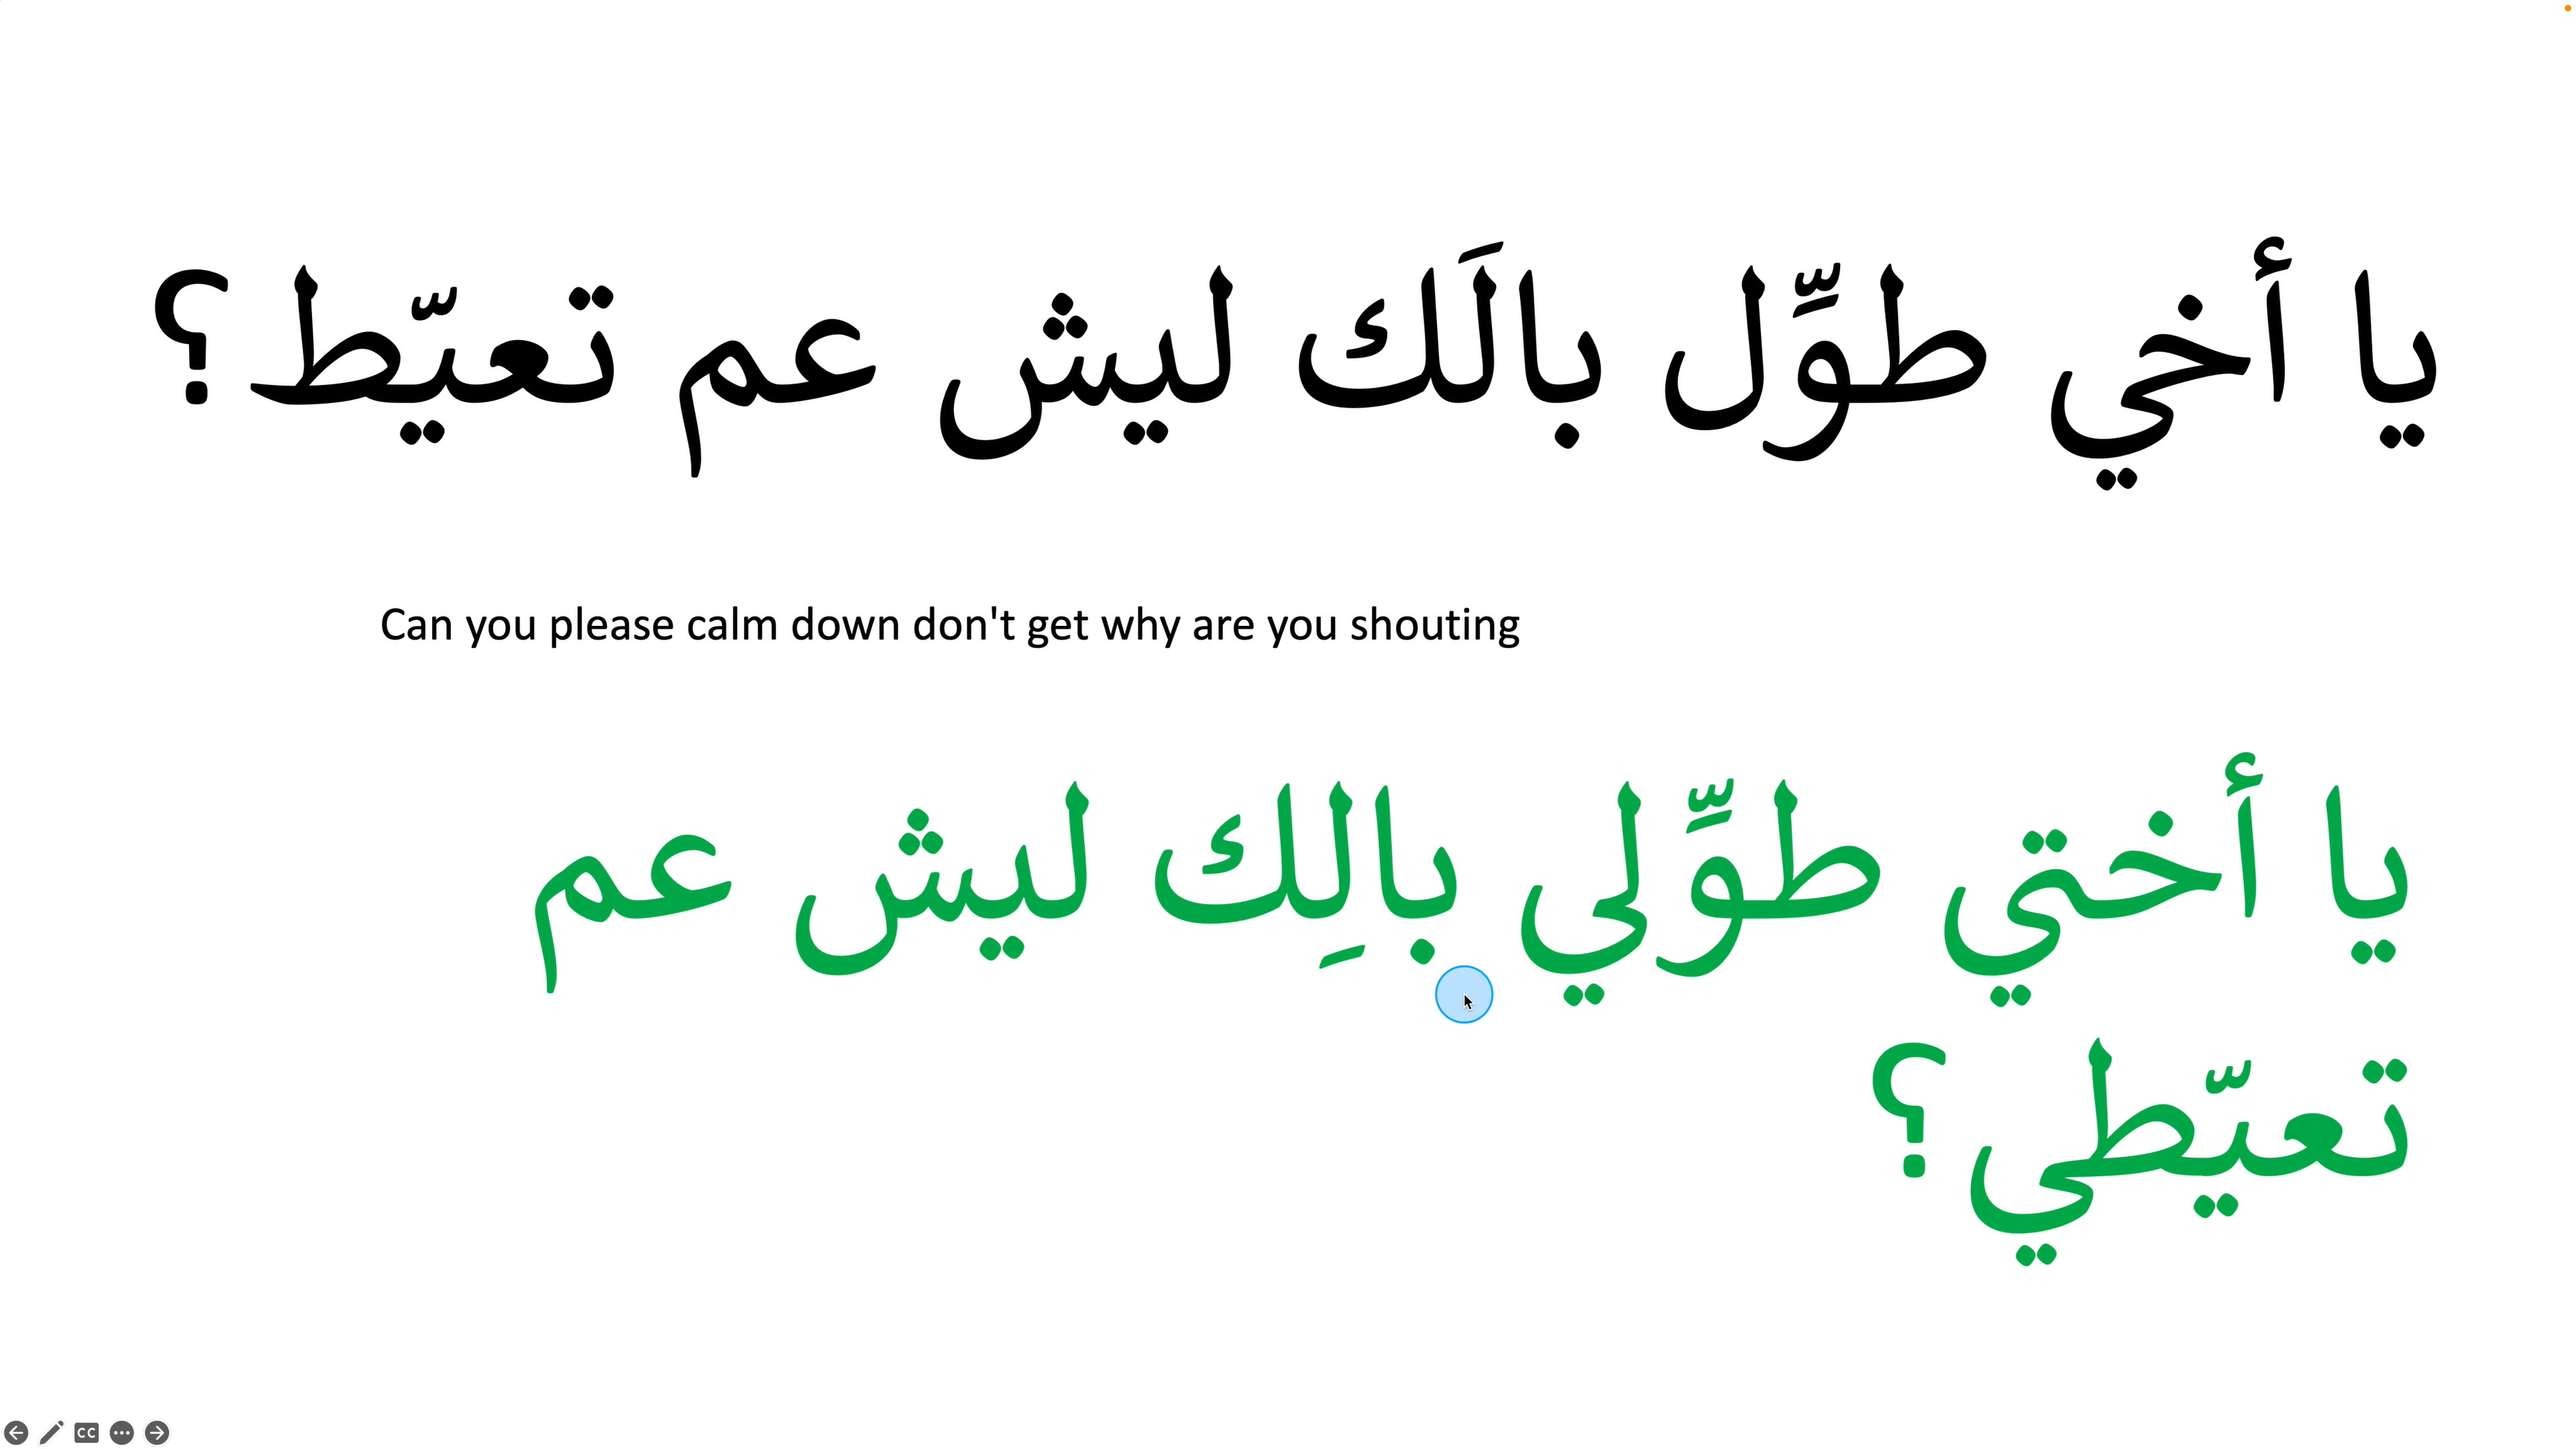 يا أخي طوِّل بالَك ليش عم تعيّط؟
Can you please calm down don't get why are you shouting
يا أختي طوِّلي بالِك ليش عم
تعيّطي؟
CC